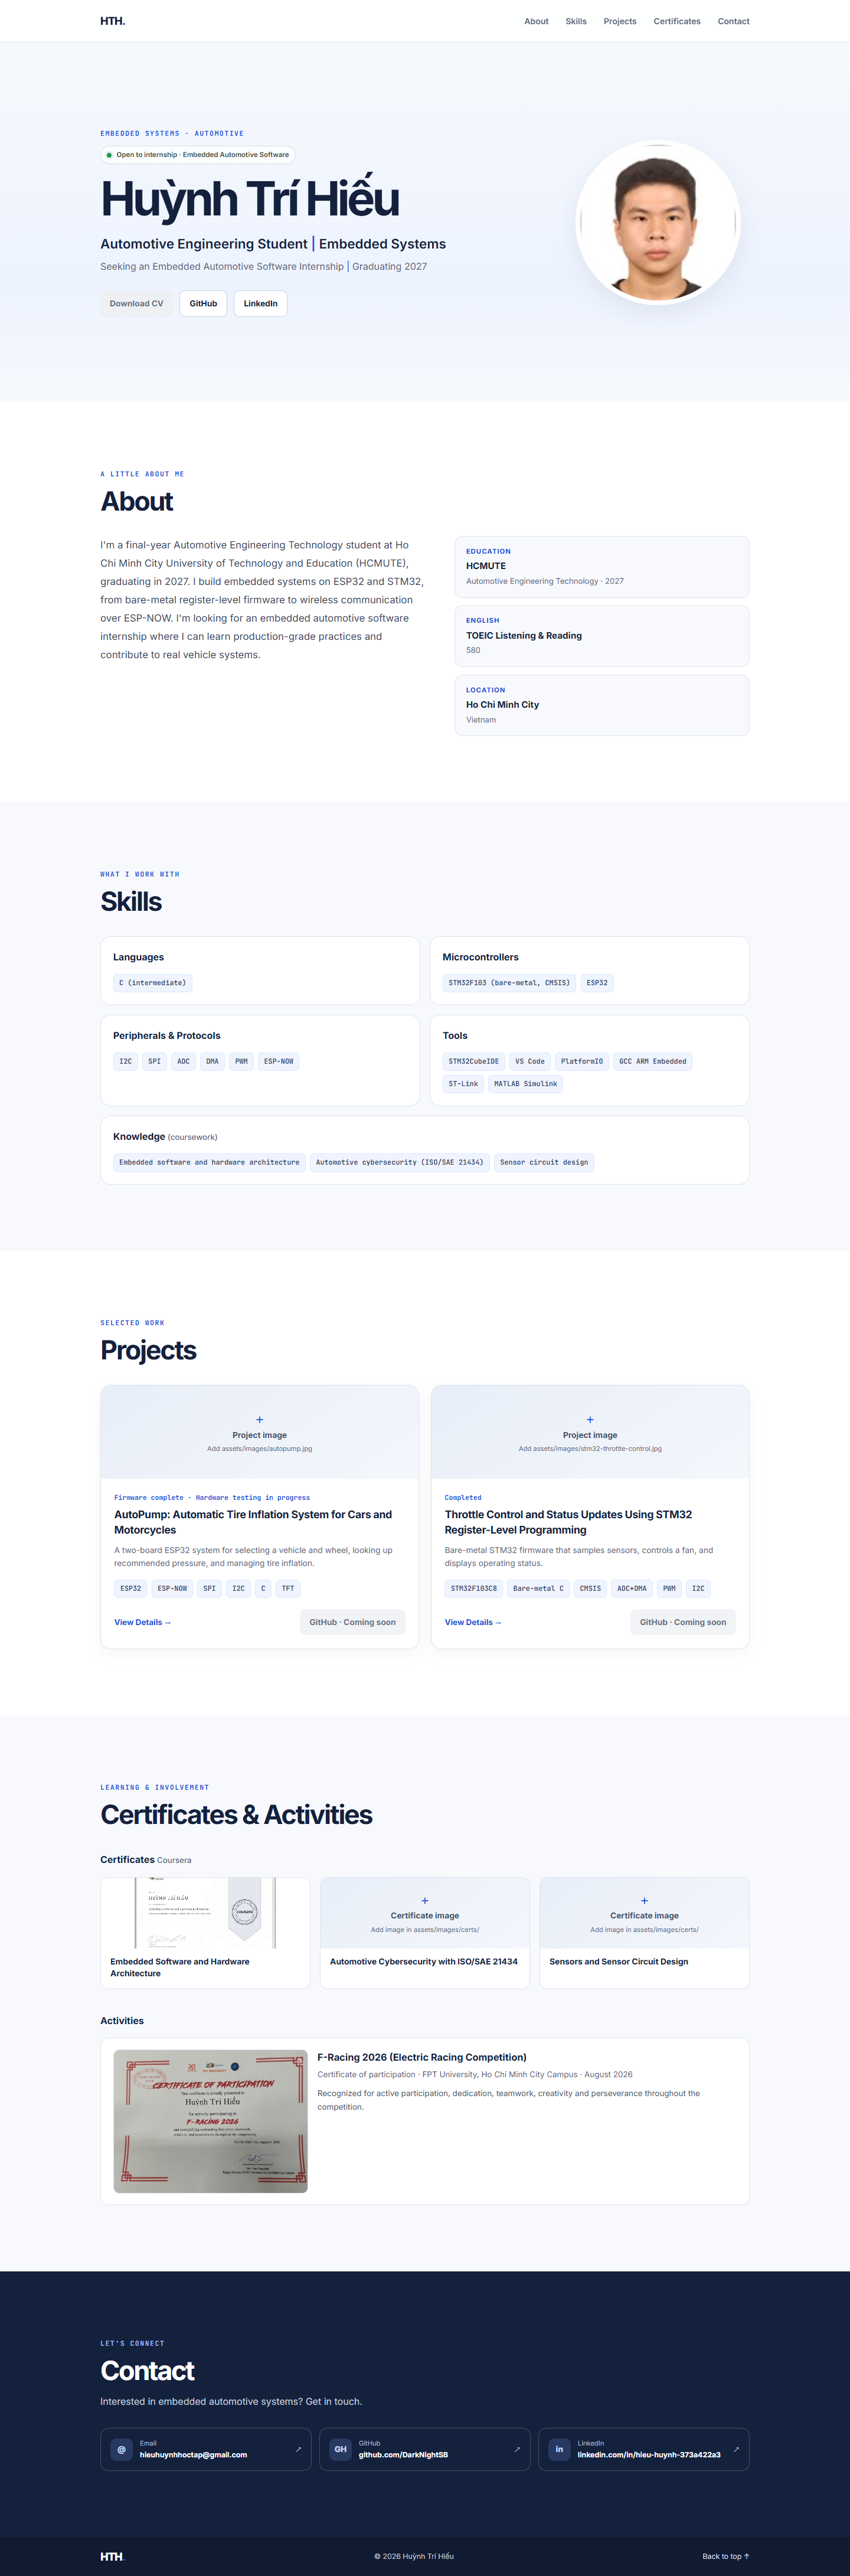 HTH.
About Skills Projects Certificates Contact
EMBEDDED SYSTEMS · AUTOMOTIVE
Open to internship · Embedded Automotive Software
Huỳnh Trí Hiếu
Automotive Engineering Student | Embedded Systems
Seeking an Embedded Automotive Software Internship | Graduating 2027
Download CV GitHub LinkedIn
A LITTLE ABOUT ME
About
I'm a final-year Automotive Engineering Technology student at Ho
Chi Minh City University of Technology and Education (HCMUTE),
graduating in 2027. I build embedded systems on ESP32 and STM32,
from bare-metal register-level firmware to wireless communication
over ESP-NOW. I'm looking for an embedded automotive software
internship where I can learn production-grade practices and
contribute to real vehicle systems.
EDUCATION
HCMUTE
Automotive Engineering Technology · 2027
ENGLISH
TOEIC Listening & Reading
580
LOCATION
Ho Chi Minh City
Vietnam
WHAT I WORK WITH
Skills
Languages
C (intermediate)
Microcontrollers
STM32F103 (bare-metal, CMSIS) ESP32
Peripherals & Protocols
I2C SPI ADC DMA PWM ESP-NOW
Tools
STM32CubeIDE VS Code PlatformIO GCC ARM Embedded
ST-Link MATLAB Simulink
Knowledge (coursework)
Embedded software and hardware architecture Automotive cybersecurity (ISO/SAE 21434) Sensor circuit design
SELECTED WORK
Projects
+
Project image
Add assets/images/autopump.jpg
Firmware complete · Hardware testing in progress
AutoPump: Automatic Tire Inflation System for Cars and
Motorcycles
A two-board ESP32 system for selecting a vehicle and wheel, looking up
recommended pressure, and managing tire inflation.
ESP32 ESP-NOW SPI I2C C TFT
View Details → GitHub · Coming soon
+
Project image
Add assets/images/stm32-throttle-control.jpg
Completed
Throttle Control and Status Updates Using STM32
Register-Level Programming
Bare-metal STM32 firmware that samples sensors, controls a fan, and
displays operating status.
STM32F103C8 Bare-metal C CMSIS ADC+DMA PWM I2C
View Details → GitHub · Coming soon
LEARNING & INVOLVEMENT
Certificates & Activities
Certificates Coursera
HUỲNH TRÍ HIẾU
Embedded Software and Hardware
Architecture
+
Certificate image
Add image in assets/images/certs/
Automotive Cybersecurity with ISO/SAE 21434
+
Certificate image
Add image in assets/images/certs/
Sensors and Sensor Circuit Design
Activities
CERTIFICATE OF PARTICIPATION
This certificate is proudly presented to
Huỳnh Trí Hiếu
for actively participating in
F-RACING 2026
F-Racing 2026 (Electric Racing Competition)
Certificate of participation · FPT University, Ho Chi Minh City Campus · August 2026
Recognized for active participation, dedication, teamwork, creativity and perseverance throughout the
competition.
LET'S CONNECT
Contact
Interested in embedded automotive systems? Get in touch.
@ Email
hieuhuynhhoctap@gmail.com ↗
GH GitHub
github.com/DarkNightSB ↗
in LinkedIn
linkedin.com/in/hieu-huynh-373a422a3 ↗
HTH.
© 2026 Huỳnh Trí Hiếu
Back to top ↑